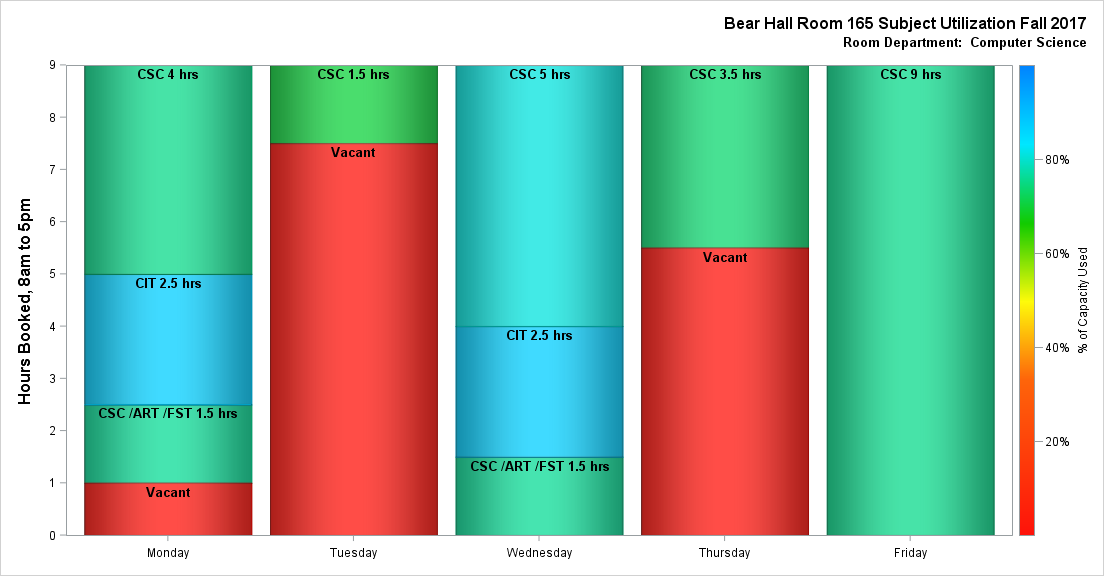 Bear Hall Room 165 Subject Utilization Fall 2017
Room Department:  Computer Science
Hours Booked, 8am to 5pm
9
8
7
6
5
4
3
2
1
0
CSC 4 hrs
CIT 2.5 hrs
CSC /ART /FST 1.5 hrs
Vacant
CSC 1.5 hrs
Vacant
CSC 5 hrs
CIT 2.5 hrs
CSC /ART /FST 1.5 hrs
CSC 3.5 hrs
Vacant
CSC 9 hrs
Monday
Tuesday
Wednesday
Thursday
Friday
80%
60%
40%
20%
% of Capacity Used